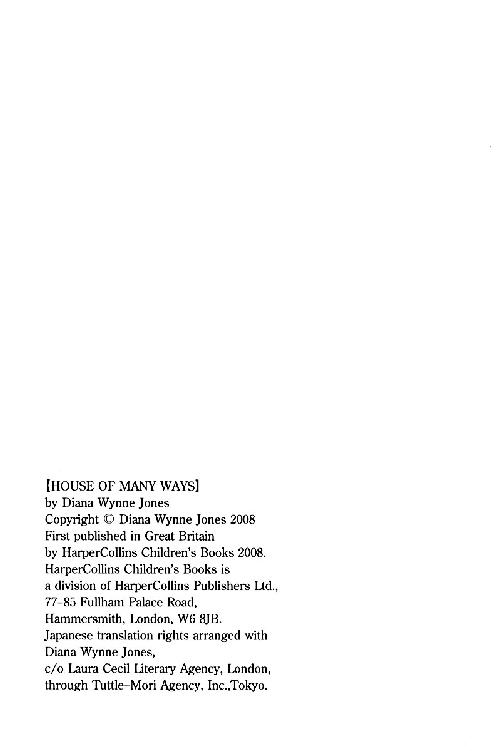 【HOUSE OF MANY WAYS】
by Diana Wynne Jones
Copyright © Diana Wynne Jones 2008
First published in Great Britain
by HarperCollins Children's Books 2008.
HarperCollins Children's Books is
a division of HarperCollins Publishers Ltd.,
77-85 Fullham Palace Road,
Hammersmith, London, W6 8JB.
Japanese translation rights arranged with
Diana Wynne Jones,
c/o Laura Cecil Literary Agency, London,
through Tuttle-Mori Agency, Inc.,Tokyo.